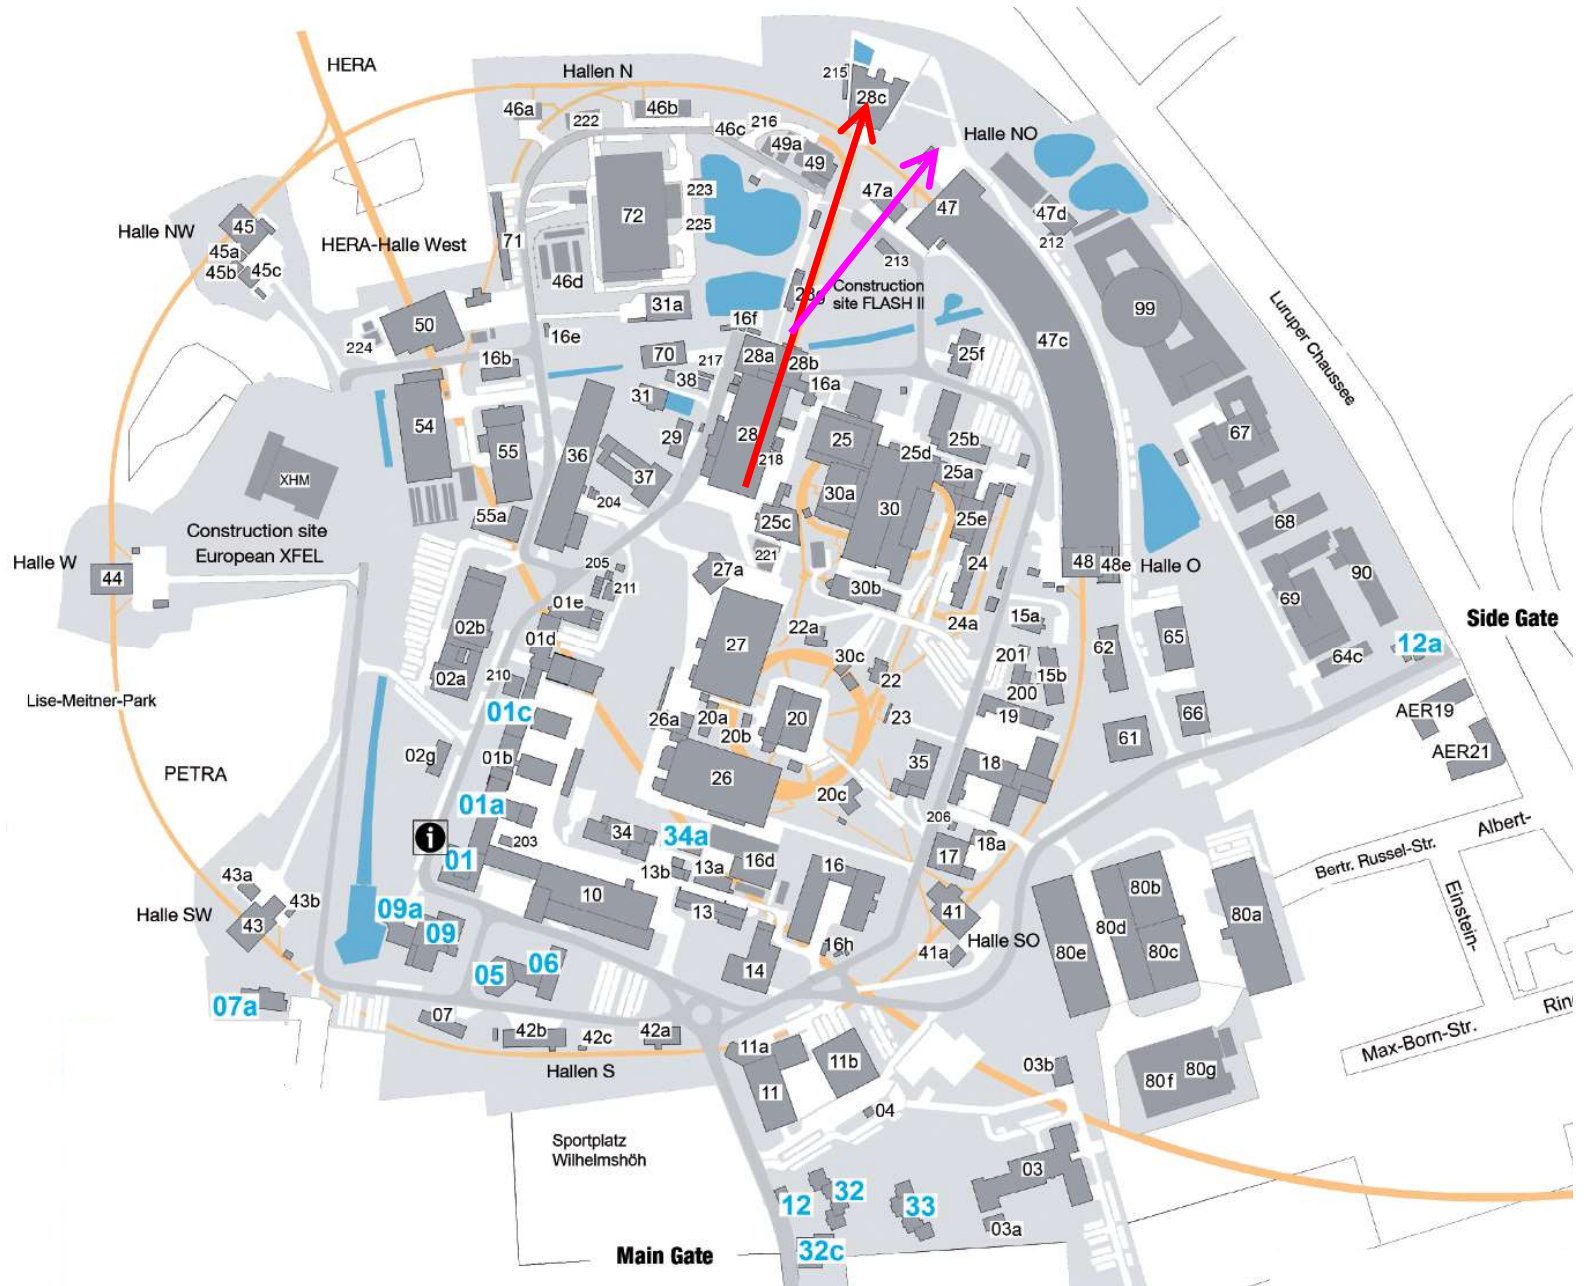 HERA
Hallen N
215
28c
46a
222
46b
46c
216
49a
49
Halle NO
47a
47
47d
212
223
225
72
71
46d
45
Halle NW
45a
45b
45c
HERA-Halle West
213
28g
Construction
site FLASH II
99
Luruper Chaussee
31a
50
224
16e
16f
16b
70
217
28a
28b
38
16a
31
25f
47c
54
55
36
29
28
218
37
204
25
25d
25b
25a
67
XHM
55a
30a
30
25e
25c
221
68
Construction site
European XFEL
Halle W
44
205
211
27a
30b
24
24a
48
48e
Halle O
90
69
01e
01d
02b
02a
210
01c
27
22a
30c
22
23
15a
201
15b
200
19
62
65
64c
12a
Side Gate
Lise-Meitner-Park
26a
20a
20b
20
66
61
AER19
AER21
02g
01b
PETRA
26
35
18
01a
20c
206
34
34a
203
01
13b
13a
16d
16
17
18a
Bertr. Russel-Str.
Albert-
Einstein-
10
13
43a
43b
Halle SW
43
09a
09
41
Halle SO
41a
16h
14
80b
80d
80c
80e
80a
05
06
07a
07
42b
42c
42a
Hallen S
11a
11b
11
03b
80f
80g
Max-Born-Str.
Rin
04
Sportplatz
Wilhelmshöh
03
03a
12
32
33
32c
Main Gate